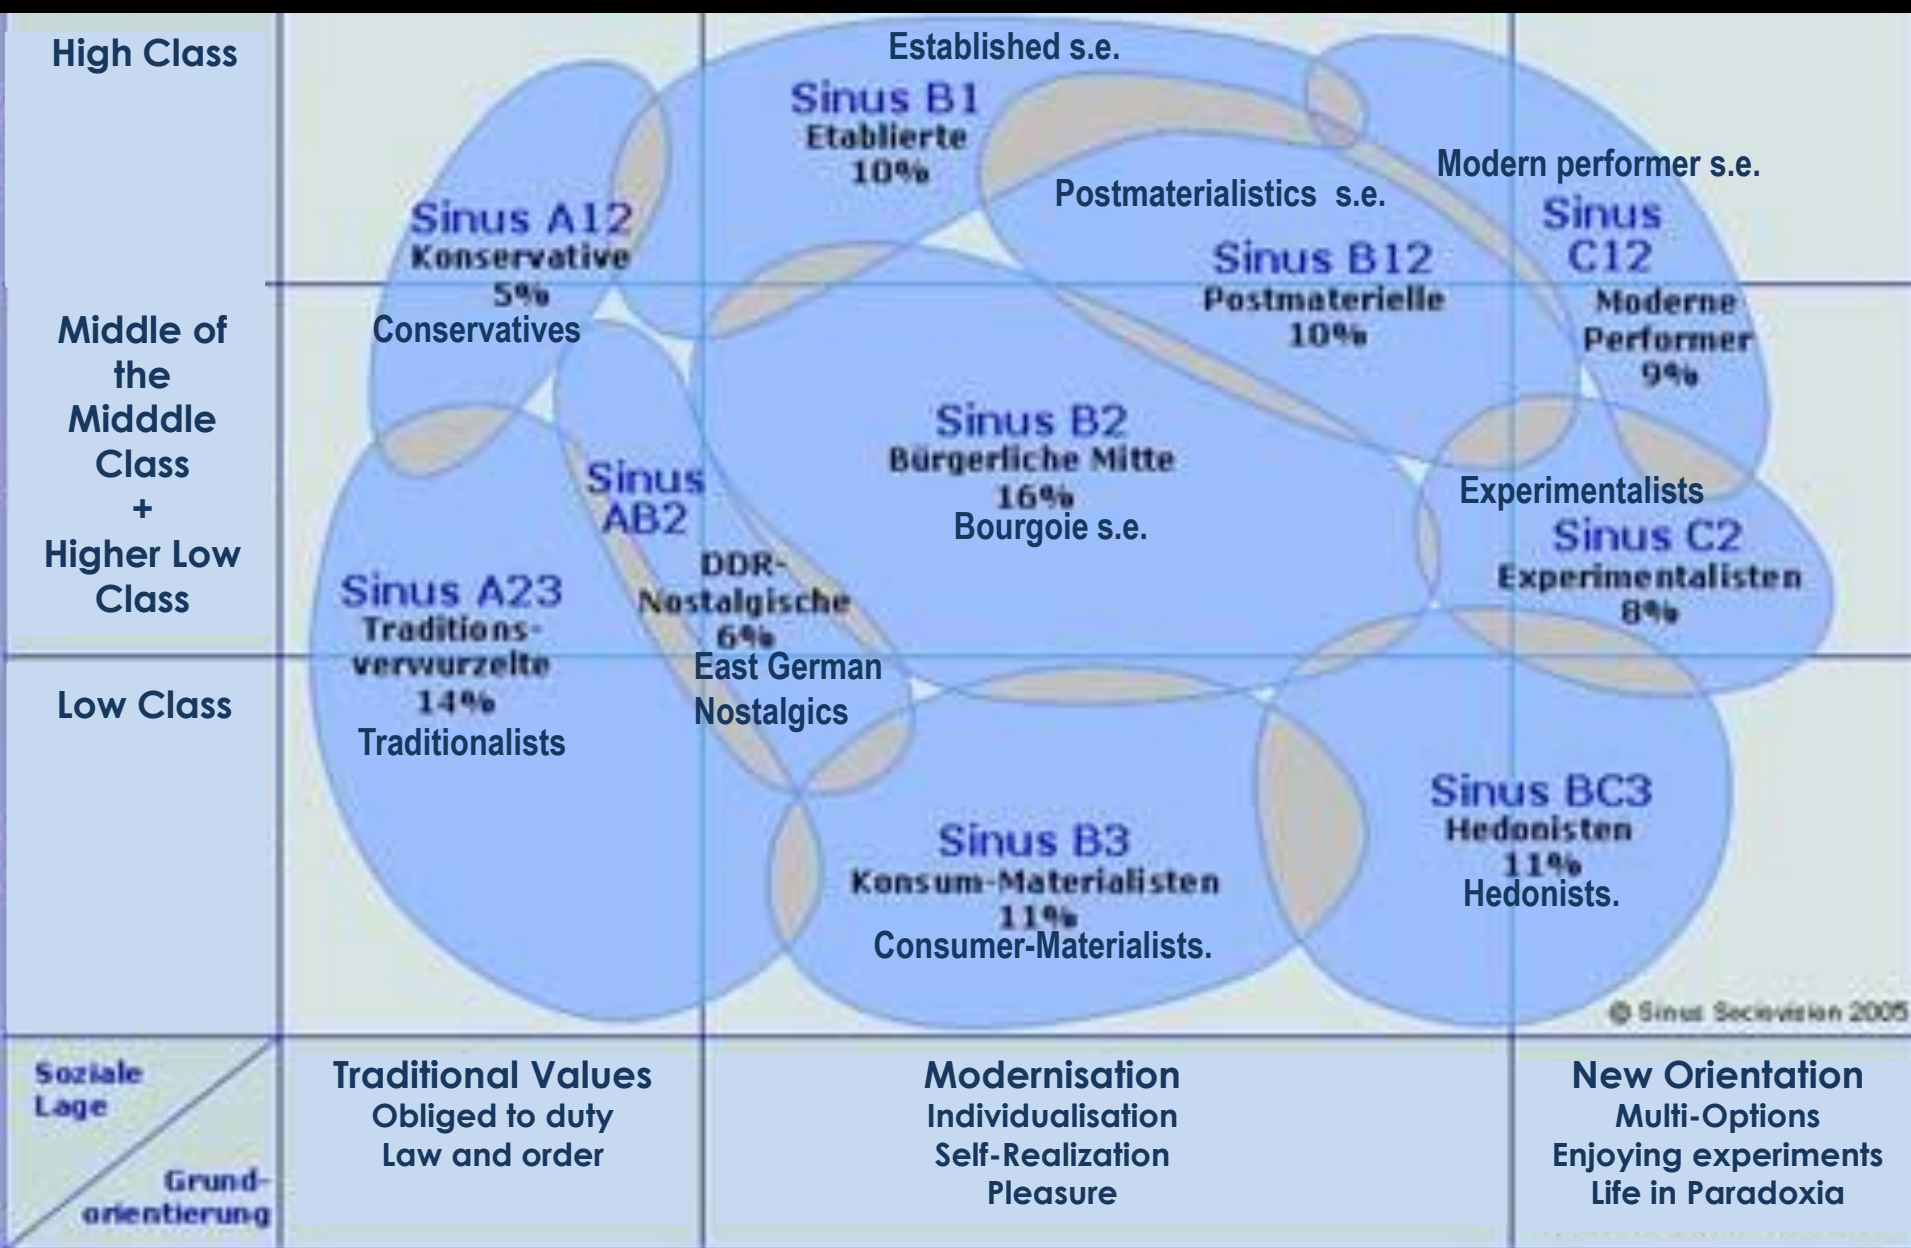 High Class
Middle of
the
Midddle
Class
+
Higher Low
Class
Low Class
Established s.e.
Sinus B1
Etablierte
10%
Modern performer s.e.
Sinus
C12
Moderne
Performer
9%
Postmaterialistics s.e.
Sinus B12
Postmaterielle
10%
Sinus A12
Konservative
5%
Conservatives
Sinus B2
Bürgerliche Mitte
16%
Bourgoie s.e.
Sinus
AB2
DDR-
Nostalgische
6%
East German
Nostalgics
Experimentalists
Sinus C2
Experimentalisten
8%
Sinus A23
Traditions-
verwurzelte
14%
Traditionalists
Sinus B3
Konsum-Materialisten
11%
Consumer-Materialists.
Sinus BC3
Hedonisten
11%
Hedonists.
© Sinus Sociovision 2005
Soziale
Lage
Grund-
orientierung
Traditional Values
Obliged to duty
Law and order
Modernisation
Individualisation
Self-Realization
Pleasure
New Orientation
Multi-Options
Enjoying experiments
Life in Paradoxia